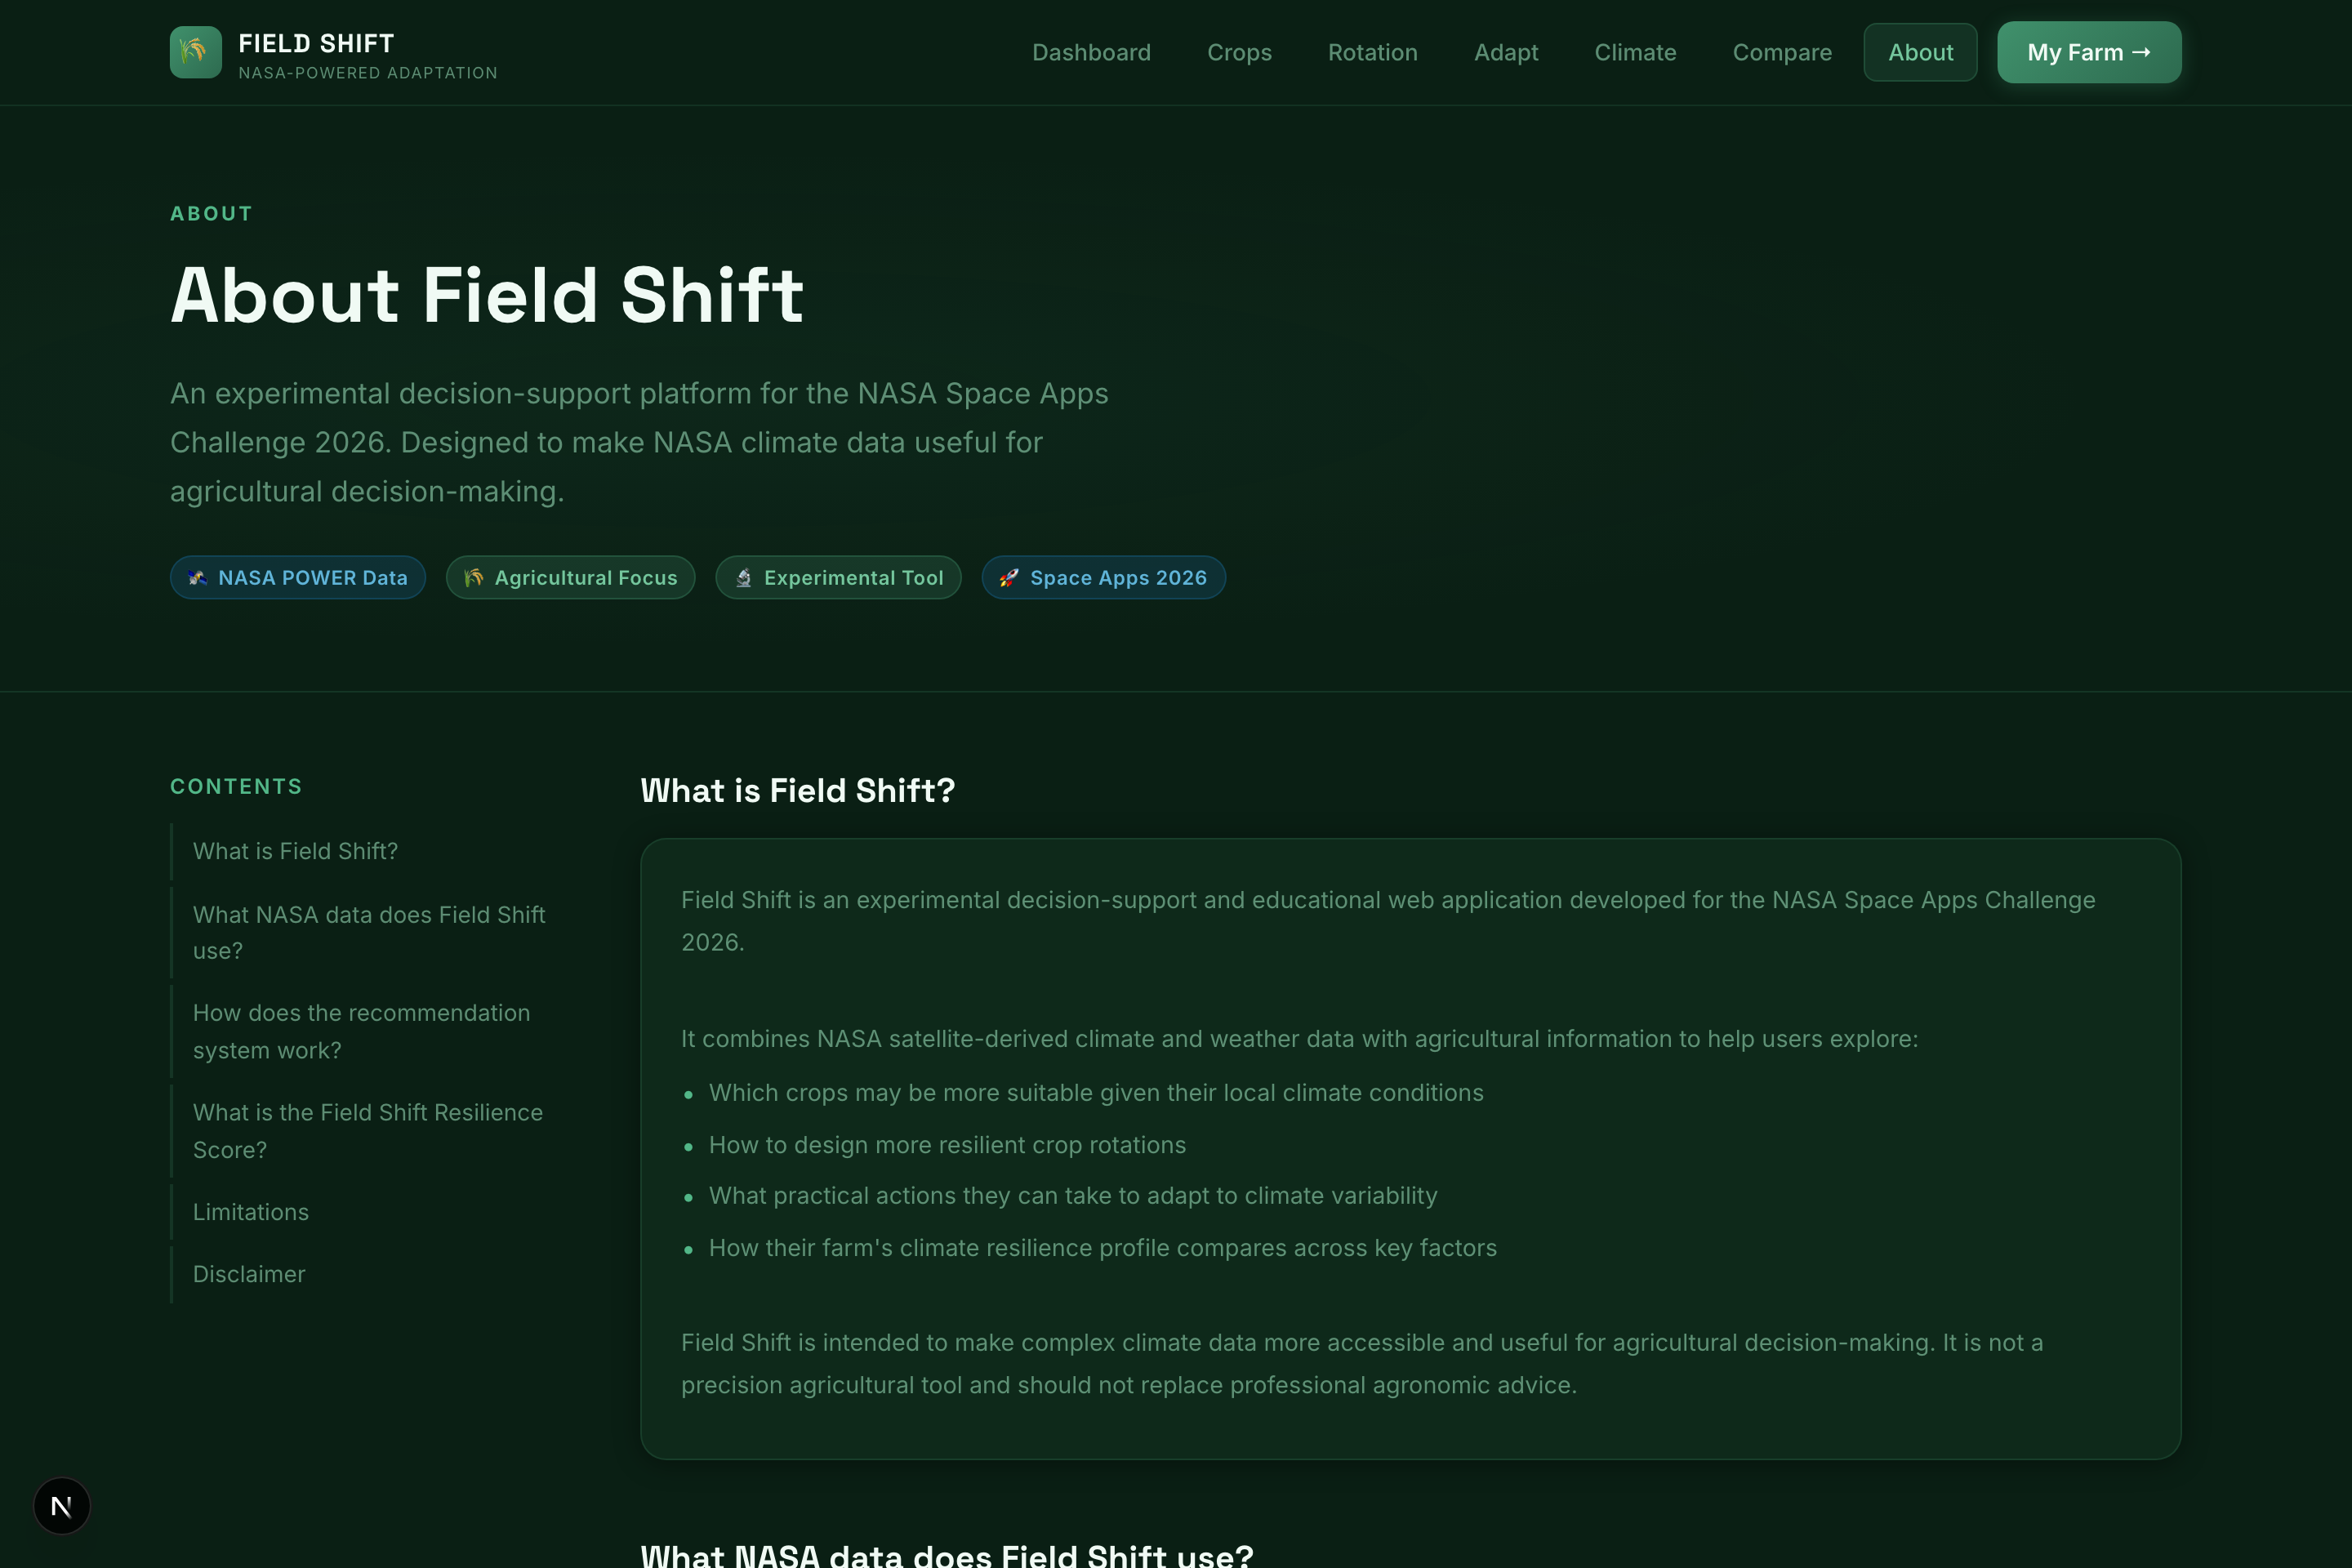 FIELD SHIFT
NASA-POWERED ADAPTATION
Dashboard
Crops
Rotation
Adapt
Climate
Compare
About
My Farm →
ABOUT
About Field Shift
An experimental decision-support platform for the NASA Space Apps
Challenge 2026. Designed to make NASA climate data useful for
agricultural decision-making.
NASA POWER Data
Agricultural Focus
Experimental Tool
Space Apps 2026
CONTENTS
What is Field Shift?
What NASA data does Field Shift
use?
How does the recommendation
system work?
What is the Field Shift Resilience
Score?
Limitations
Disclaimer
What is Field Shift?
Field Shift is an experimental decision-support and educational web application developed for the NASA Space Apps Challenge
2026.
It combines NASA satellite-derived climate and weather data with agricultural information to help users explore:
• Which crops may be more suitable given their local climate conditions
• How to design more resilient crop rotations
• What practical actions they can take to adapt to climate variability
• How their farm's climate resilience profile compares across key factors
Field Shift is intended to make complex climate data more accessible and useful for agricultural decision-making. It is not a
precision agricultural tool and should not replace professional agronomic advice.
N
What NASA data does Field Shift use?